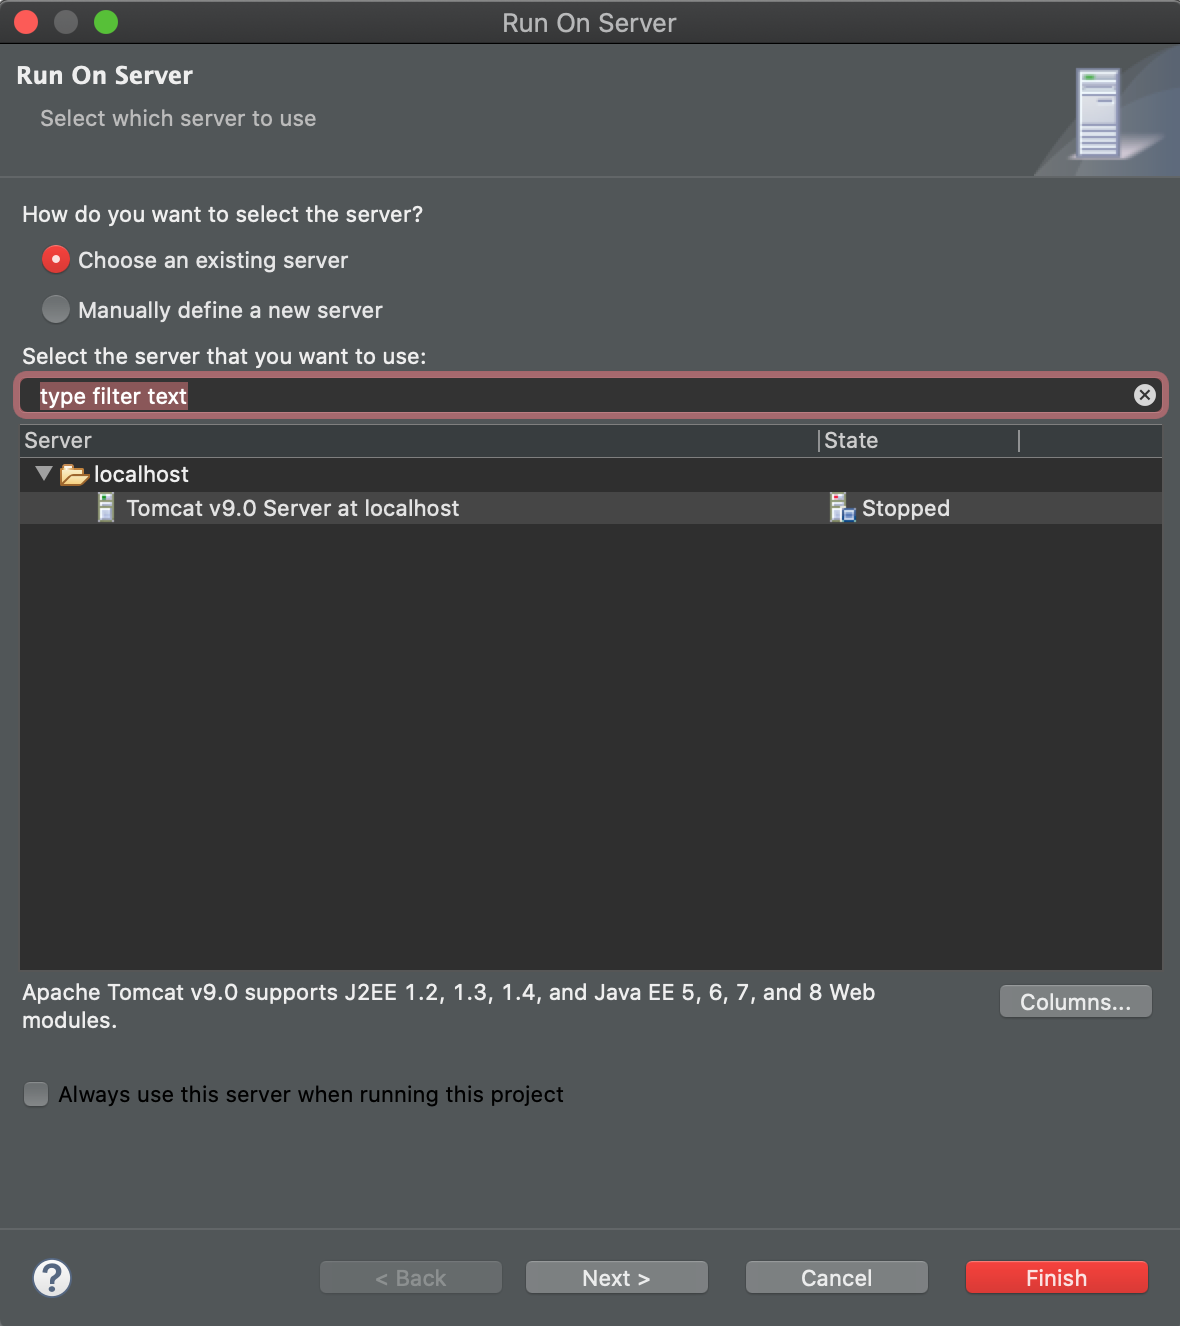 Run On Server
Run On Server
Select which server to use
How do you want to select the server?
Choose an existing server
Manually define a new server
Select the server that you want to use:
type filter text
Server State
localhost
Tomcat v9.0 Server at localhost Stopped
Apache Tomcat v9.0 supports J2EE 1.2, 1.3, 1.4, and Java EE 5, 6, 7, and 8 Web
modules.
Columns...
Always use this server when running this project
? < Back Next > Cancel Finish